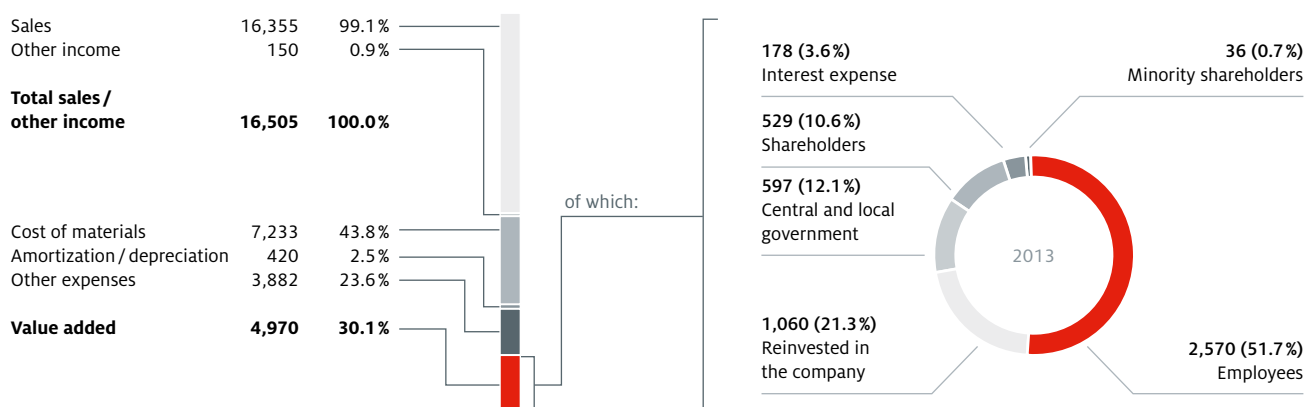 Sales 16,355 99.1%
Other income 150 0.9%
Total sales/
other income 16,505 100.0%
Cost of materials 7,233 43.8%
Amortization/depreciation 420 2.5%
Other expenses 3,882 23.6%
Value added 4,970 30.1%
of which:
178 (3.6%)
Interest expense
36 (0.7%)
Minority shareholders
529 (10.6%)
Shareholders
597 (12.1%)
Central and local
government
2013
1,060 (21.3%)
Reinvested in
the company
2,570 (51.7%)
Employees